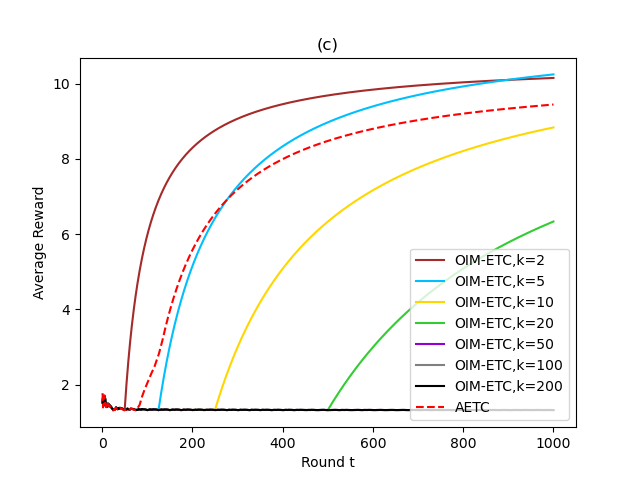 (c)
Average Reward
10
8
6
4
2
0
200
400
600
800
1000
Round t
OIM-ETC,k=2
OIM-ETC,k=5
OIM-ETC,k=10
OIM-ETC,k=20
OIM-ETC,k=50
OIM-ETC,k=100
OIM-ETC,k=200
AETC